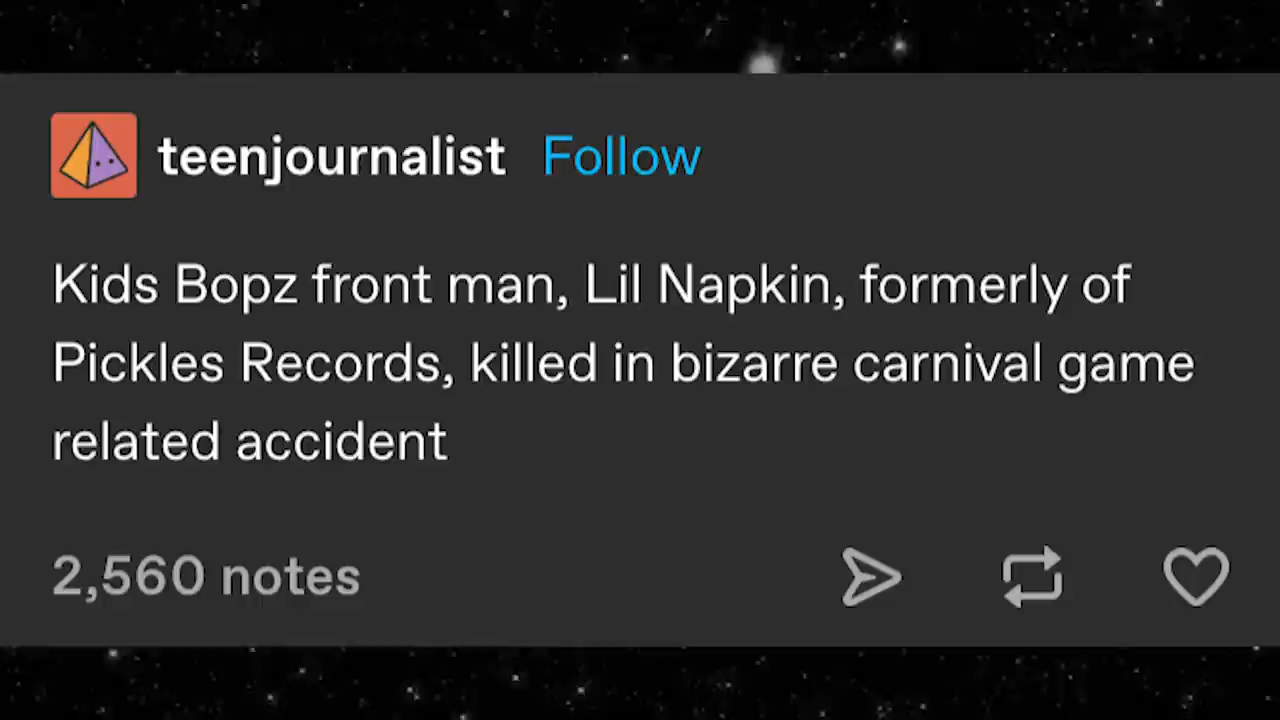 teenjournalist Follow
Kids Bopz front man, Lil Napkin, formerly of
Pickles Records, killed in bizarre carnival game
related accident
2,560 notes